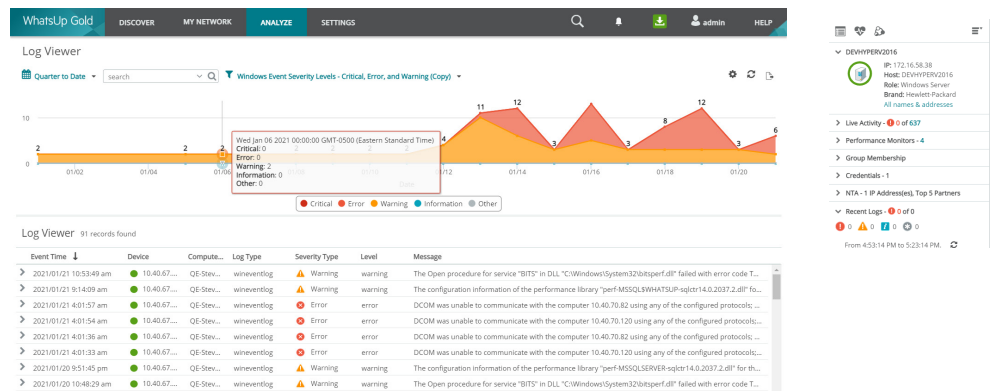 WhatsUp Gold DISCOVER MY NETWORK ANALYZE SETTINGS admin HELP
Log Viewer
Quarter to Date search Windows Event Severity Levels - Critical, Error, and Warning (Copy)
11 12 12
10
8
6
4
2 2 2 3 3 3
Wed Jan 06 2021 00:00:00 GMT-0500 (Eastern Standard Time)
Critical: 0
Error: 0
Warning: 2
Information: 0
Other: 0
0
01/02 01/04 01/06 01/12 01/14 01/16 01/18 01/20
Critical Error Warning Information Other
Log Viewer 91 records found
Event Time Device Compute... Log Type Severity Type Level Message
2021/01/21 10:53:49 am 10.40.67.... QE-Stev... wineventlog Warning warning The Open procedure for service "BITS" in DLL "C:\Windows\System32\bitsperf.dll" failed with error code T...
2021/01/21 9:14:09 am 10.40.67.... QE-Stev... wineventlog Warning warning The configuration information of the performance library "perf-MSSQL$WHATSUP-sqlctr14.0.2037.2.dll" fo...
2021/01/21 4:01:57 am 10.40.67.... QE-Stev... wineventlog Error error DCOM was unable to communicate with the computer 10.40.70.82 using any of the configured protocols; ...
2021/01/21 4:01:54 am 10.40.67.... QE-Stev... wineventlog Error error DCOM was unable to communicate with the computer 10.40.70.120 using any of the configured protocols;...
2021/01/21 4:01:36 am 10.40.67.... QE-Stev... wineventlog Error error DCOM was unable to communicate with the computer 10.40.70.82 using any of the configured protocols; ...
2021/01/21 4:01:33 am 10.40.67.... QE-Stev... wineventlog Error error DCOM was unable to communicate with the computer 10.40.70.120 using any of the configured protocols;...
2021/01/20 9:51:45 pm 10.40.67.... QE-Stev... wineventlog Warning warning The configuration information of the performance library "perf-MSSQLSERVER-sqlctr14.0.2037.2.dll" for th...
2021/01/20 10:48:29 am 10.40.67.... QE-Stev... wineventlog Warning warning The Open procedure for service "BITS" in DLL "C:\Windows\System32\bitsperf.dll" failed with error code T...
DEVHYPERV2016
IP: 172.16.58.38
Host: DEVHYPERV2016
Role: Windows Server
Brand: Hewlett-Packard
All names & addresses
Live Activity - 0 of 637
Performance Monitors - 4
Group Membership
Credentials - 1
NTA - 1 IP Address(es), Top 5 Partners
Recent Logs - 0 of 0
0 0 0 0
From 4:53:14 PM to 5:23:14 PM.